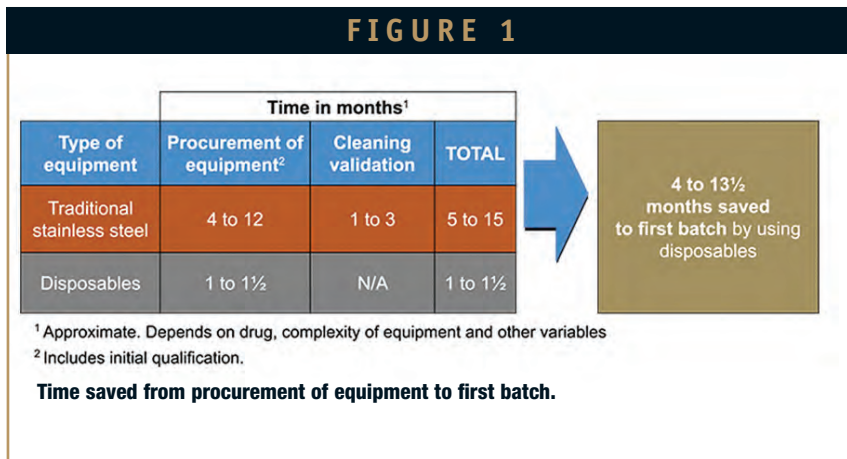 FIGURE 1
Time in months¹
Type of
equipment
Procurement of
equipment²
Cleaning
validation
TOTAL
Traditional
stainless steel
4 to 12
1 to 3
5 to 15
Disposables
1 to 1½
N/A
1 to 1½
4 to 13½
months saved
to first batch by using
disposables
¹ Approximate. Depends on drug, complexity of equipment and other variables
² Includes initial qualification.
Time saved from procurement of equipment to first batch.